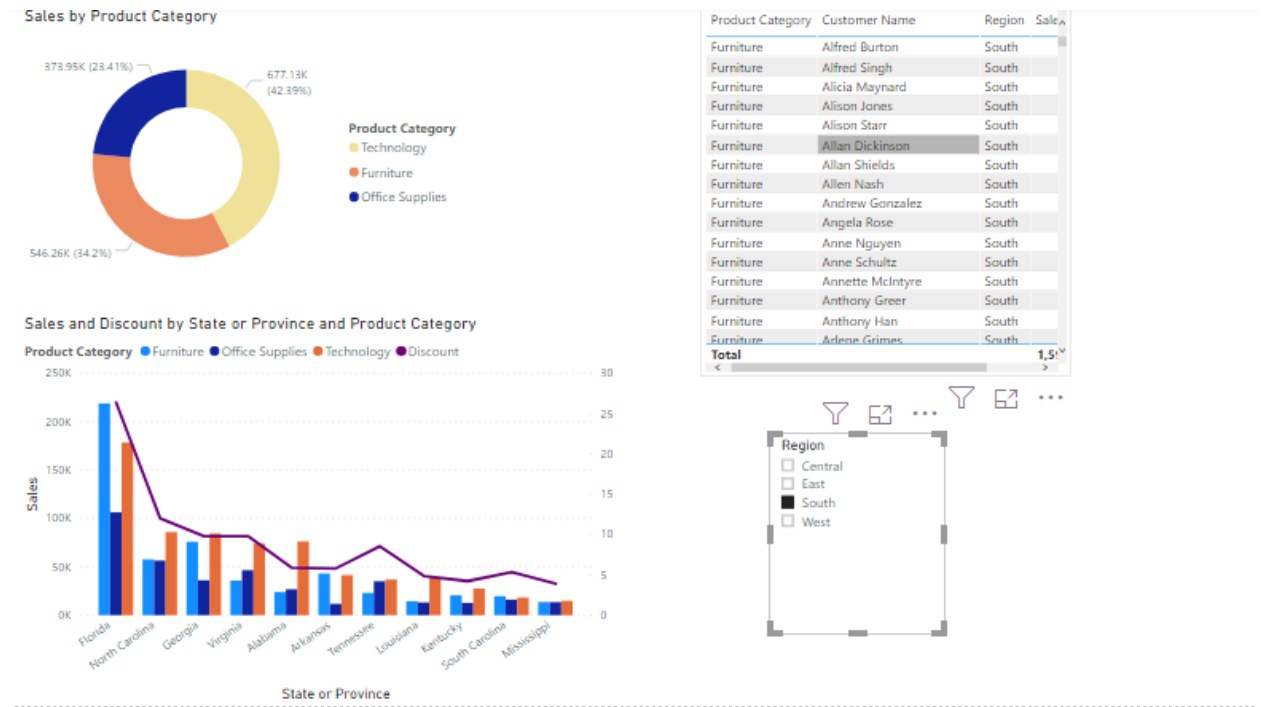 Sales by Product Category
373.95K (23.41%)
677.13K
(42.39%)
546.26K (34.2%)
Product Category
Technology
Furniture
Office Supplies
Sales and Discount by State or Province and Product Category
Product Category Furniture Office Supplies Technology Discount
250K 30
25
200K
20
150K
15
100K
10
50K
5
0K 0
Sales
Florida
North Carolina
Georgia
Virginia
Alabama
Arkansas
Tennessee
Louisiana
Kentucky
South Carolina
Mississippi
State or Province
Product Category Customer Name Region Sale
Furniture Alfred Burton South
Furniture Alfred Singh South
Furniture Alicia Maynard South
Furniture Alison Jones South
Furniture Alison Starr South
Furniture Allan Dickinson South
Furniture Allan Shields South
Furniture Allen Nash South
Furniture Andrew Gonzalez South
Furniture Angela Rose South
Furniture Anne Nguyen South
Furniture Anne Schultz South
Furniture Annette McIntyre South
Furniture Anthony Greer South
Furniture Anthony Han South
Furniture Arlene Grimes South
Total 1,5
Region
Central
East
South
West